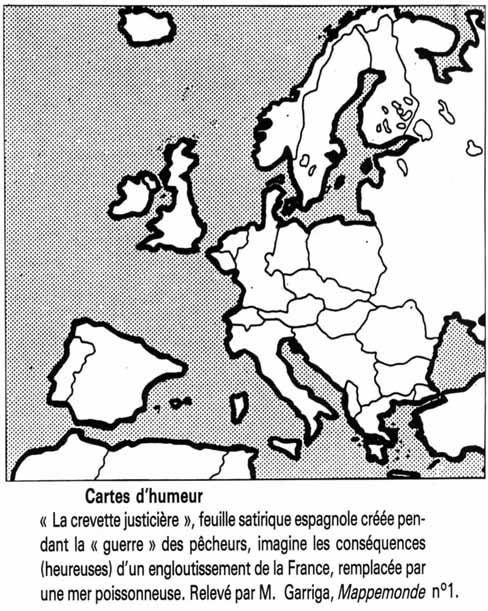 Cartes d'humeur
« La crevette justicière », feuille satirique espagnole créée pen-
dant la « guerre » des pêcheurs, imagine les conséquences
(heureuses) d'un engloutissement de la France, remplacée par
une mer poissonneuse. Relevé par M. Garriga, Mappemonde nº1.